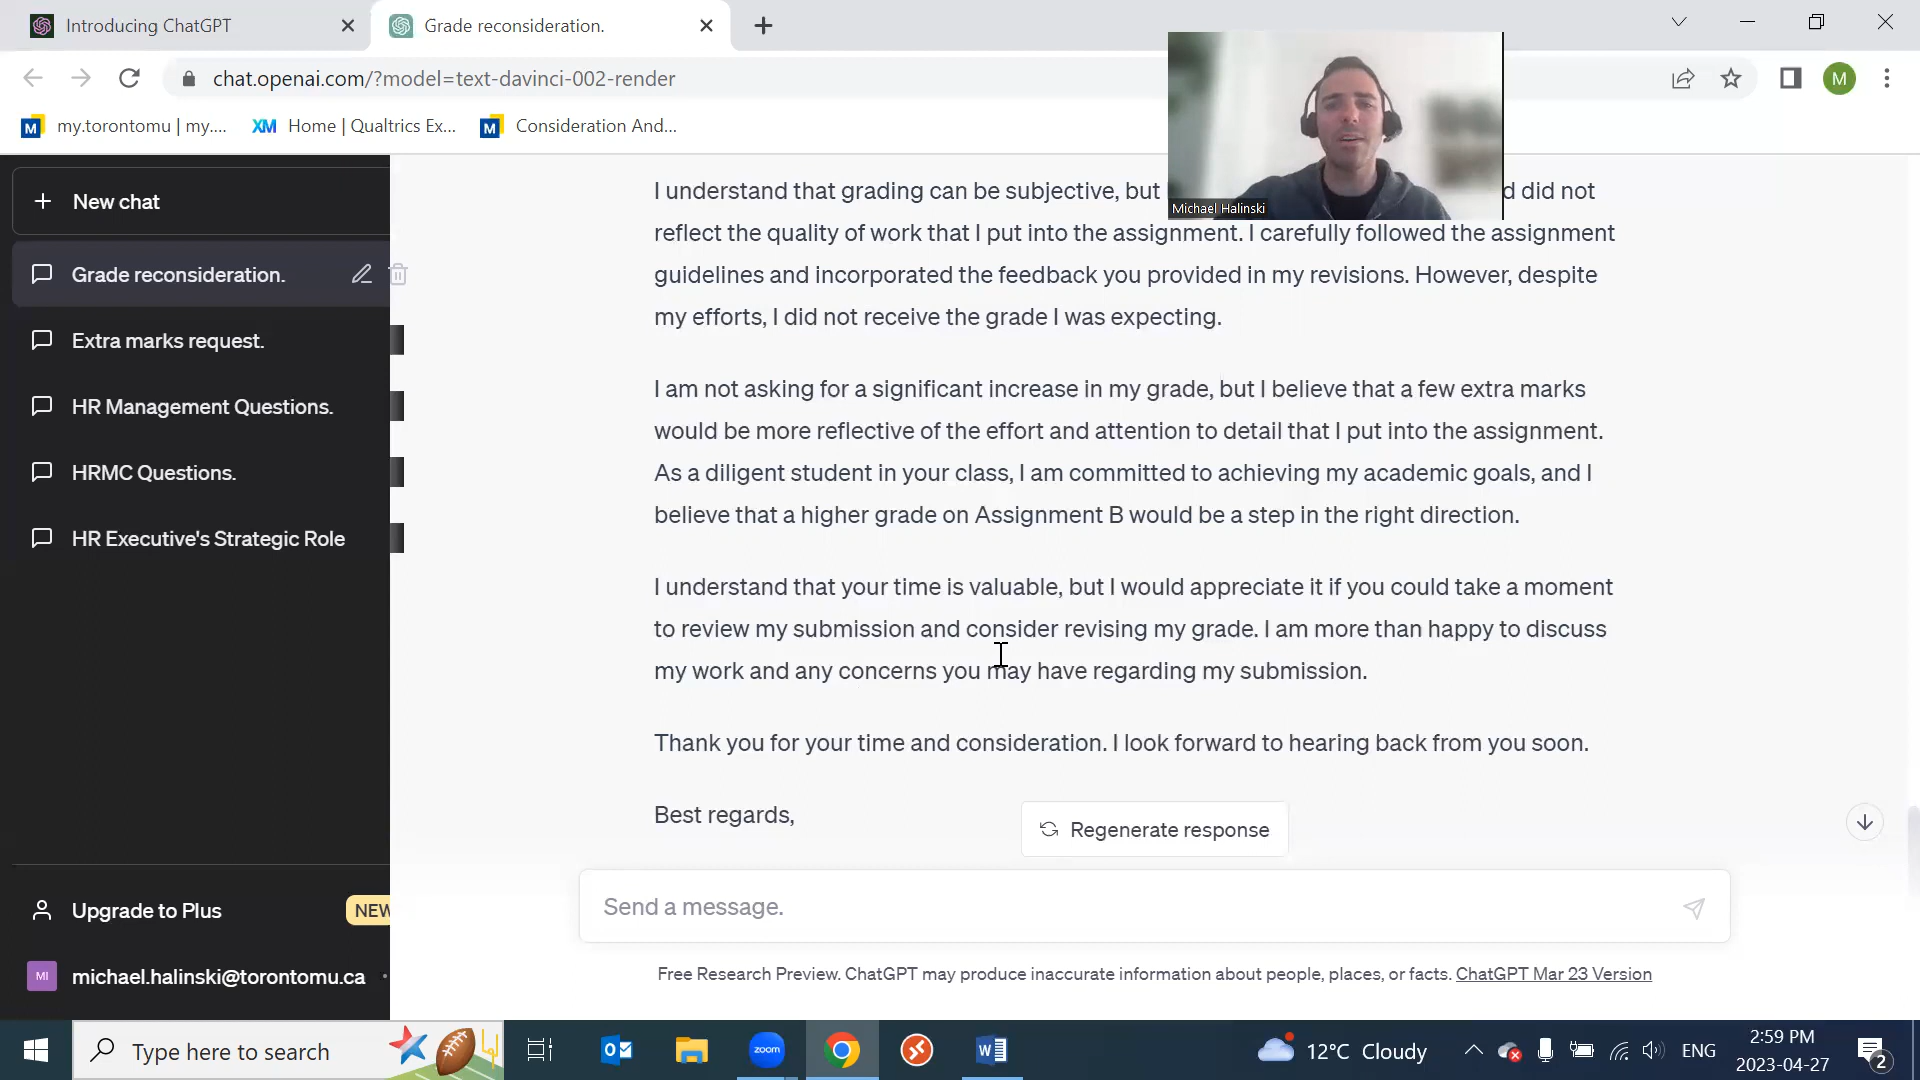 Introducing ChatGPT
Grade reconsideration.
chat.openai.com/?model=text-davinci-002-render
M
my.torontomu | my....
XM Home | Qualtrics Ex...
Consideration And...
Michael Halinski
New chat
Grade reconsideration.
Extra marks request.
HR Management Questions.
HRMC Questions.
HR Executive's Strategic Role
Upgrade to Plus
NEW
MI
michael.halinski@torontomu.ca
I understand that grading can be subjective, but I
d did not
reflect the quality of work that I put into the assignment. I carefully followed the assignment
guidelines and incorporated the feedback you provided in my revisions. However, despite
my efforts, I did not receive the grade I was expecting.
I am not asking for a significant increase in my grade, but I believe that a few extra marks
would be more reflective of the effort and attention to detail that I put into the assignment.
As a diligent student in your class, I am committed to achieving my academic goals, and I
believe that a higher grade on Assignment B would be a step in the right direction.
I understand that your time is valuable, but I would appreciate it if you could take a moment
to review my submission and consider revising my grade. I am more than happy to discuss
my work and any concerns you may have regarding my submission.
Thank you for your time and consideration. I look forward to hearing back from you soon.
Best regards,
Regenerate response
Send a message.
Free Research Preview. ChatGPT may produce inaccurate information about people, places, or facts. ChatGPT Mar 23 Version
Type here to search
zoom
12°C Cloudy
ENG
2:59 PM
2023-04-27
2